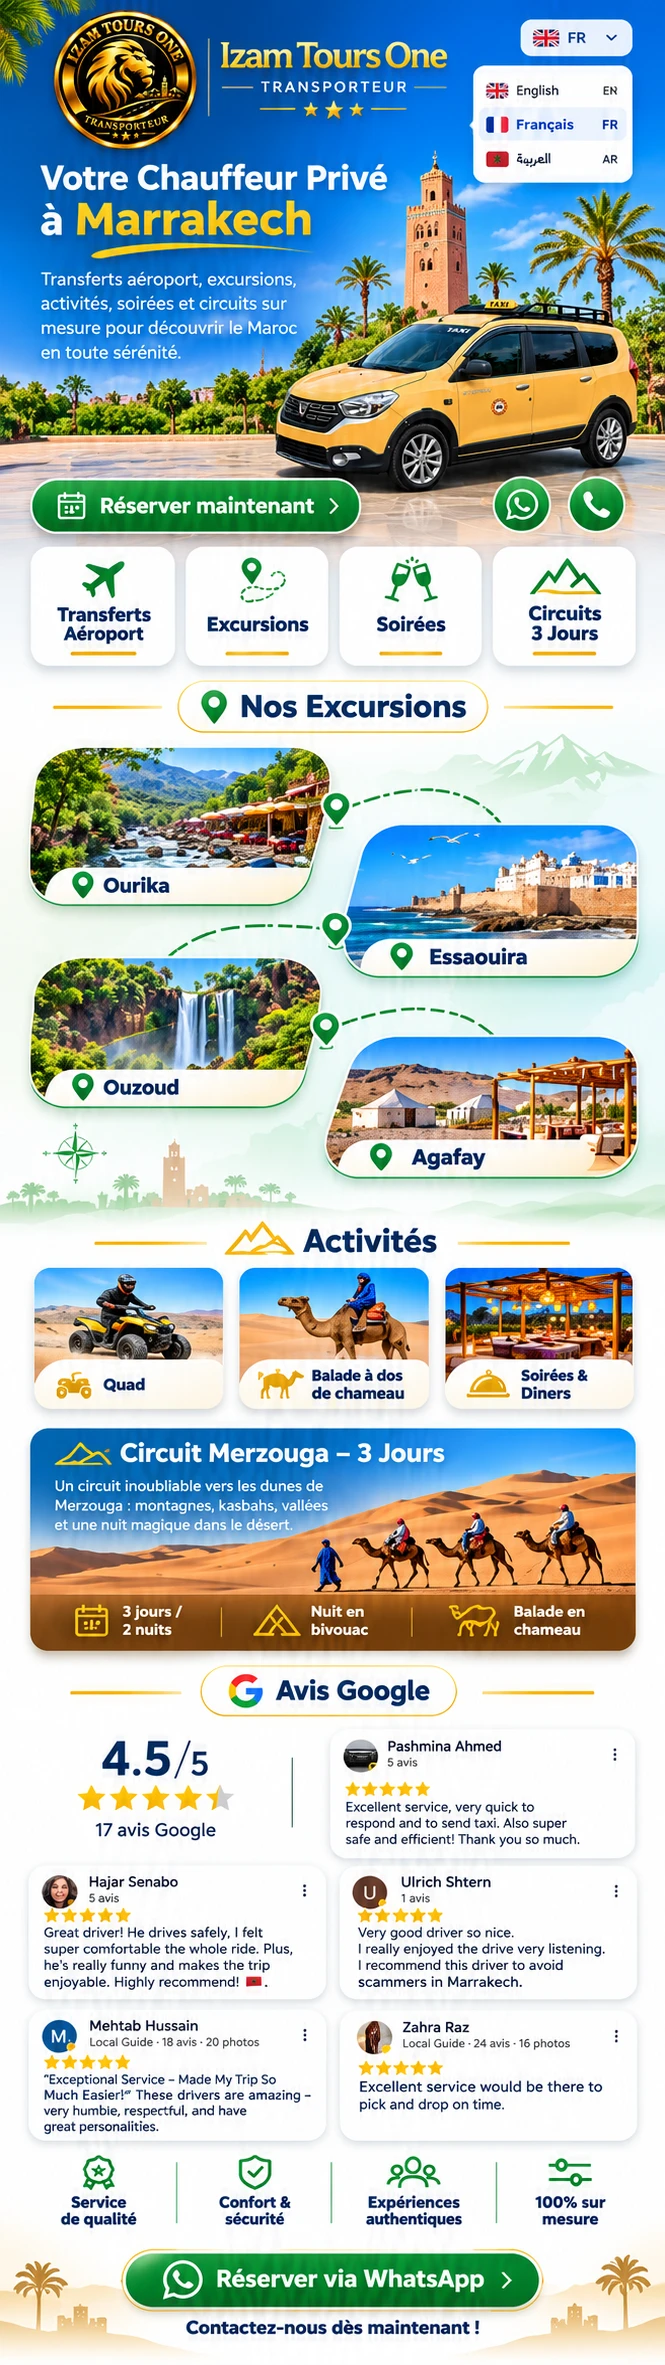 IZAM TOURS ONE
TRANSPORTEUR
Izam Tours One
TRANSPORTEUR
FR
English EN
Français FR
العربية AR
Votre Chauffeur Privé
à Marrakech
Transferts aéroport, excursions,
activités, soirées et circuits sur
mesure pour découvrir le Maroc
en toute sérénité.
TAXI
TAXI
Réserver maintenant
Transferts
Aéroport
Excursions
Soirées
Circuits
3 Jours
Nos Excursions
Ourika
Essaouira
Ouzoud
Agafay
Activités
Quad
Balade à dos
de chameau
Soirées &
Diners
Circuit Merzouga – 3 Jours
Un circuit inoubliable vers les dunes de
Merzouga : montagnes, kasbahs, vallées
et une nuit magique dans le désert.
3 jours /
2 nuits
Nuit en
bivouac
Balade en
chameau
G Avis Google
4.5/5
17 avis Google
Pashmina Ahmed
5 avis
Excellent service, very quick to
respond and to send taxi. Also super
safe and efficient! Thank you so much.
Hajar Senabo
5 avis
Great driver! He drives safely, I felt
super comfortable the whole ride. Plus,
he's really funny and makes the trip
enjoyable. Highly recommend! 🇲🇦.
U
Ulrich Shtern
1 avis
Very good driver so nice.
I really enjoyed the drive very listening.
I recommend this driver to avoid
scammers in Marrakech.
M
Mehtab Hussain
Local Guide · 18 avis · 20 photos
"Exceptional Service – Made My Trip So
Much Easier!" These drivers are amazing –
very humble, respectful, and have
great personalities.
Zahra Raz
Local Guide · 24 avis · 16 photos
Excellent service would be there to
pick and drop on time.
Service
de qualité
Confort &
sécurité
Expériences
authentiques
100% sur
mesure
Réserver via WhatsApp
Contactez-nous dès maintenant !